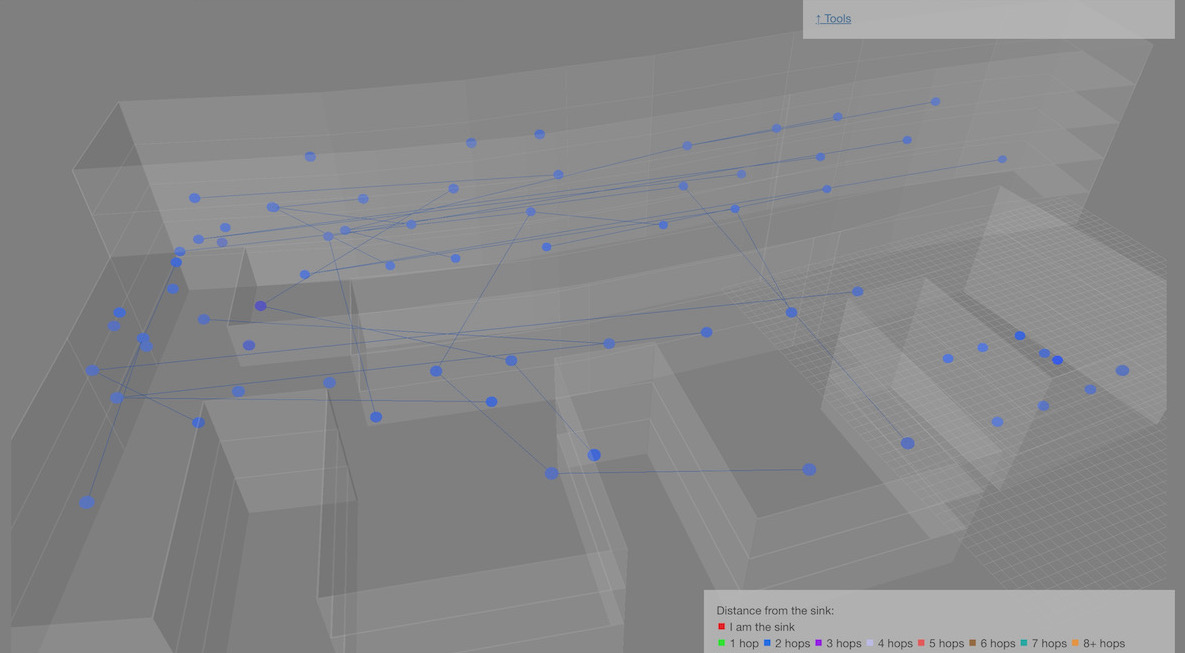 ↑ Tools
Distance from the sink:
I am the sink
1 hop 2 hops 3 hops 4 hops 5 hops 6 hops 7 hops 8+ hops